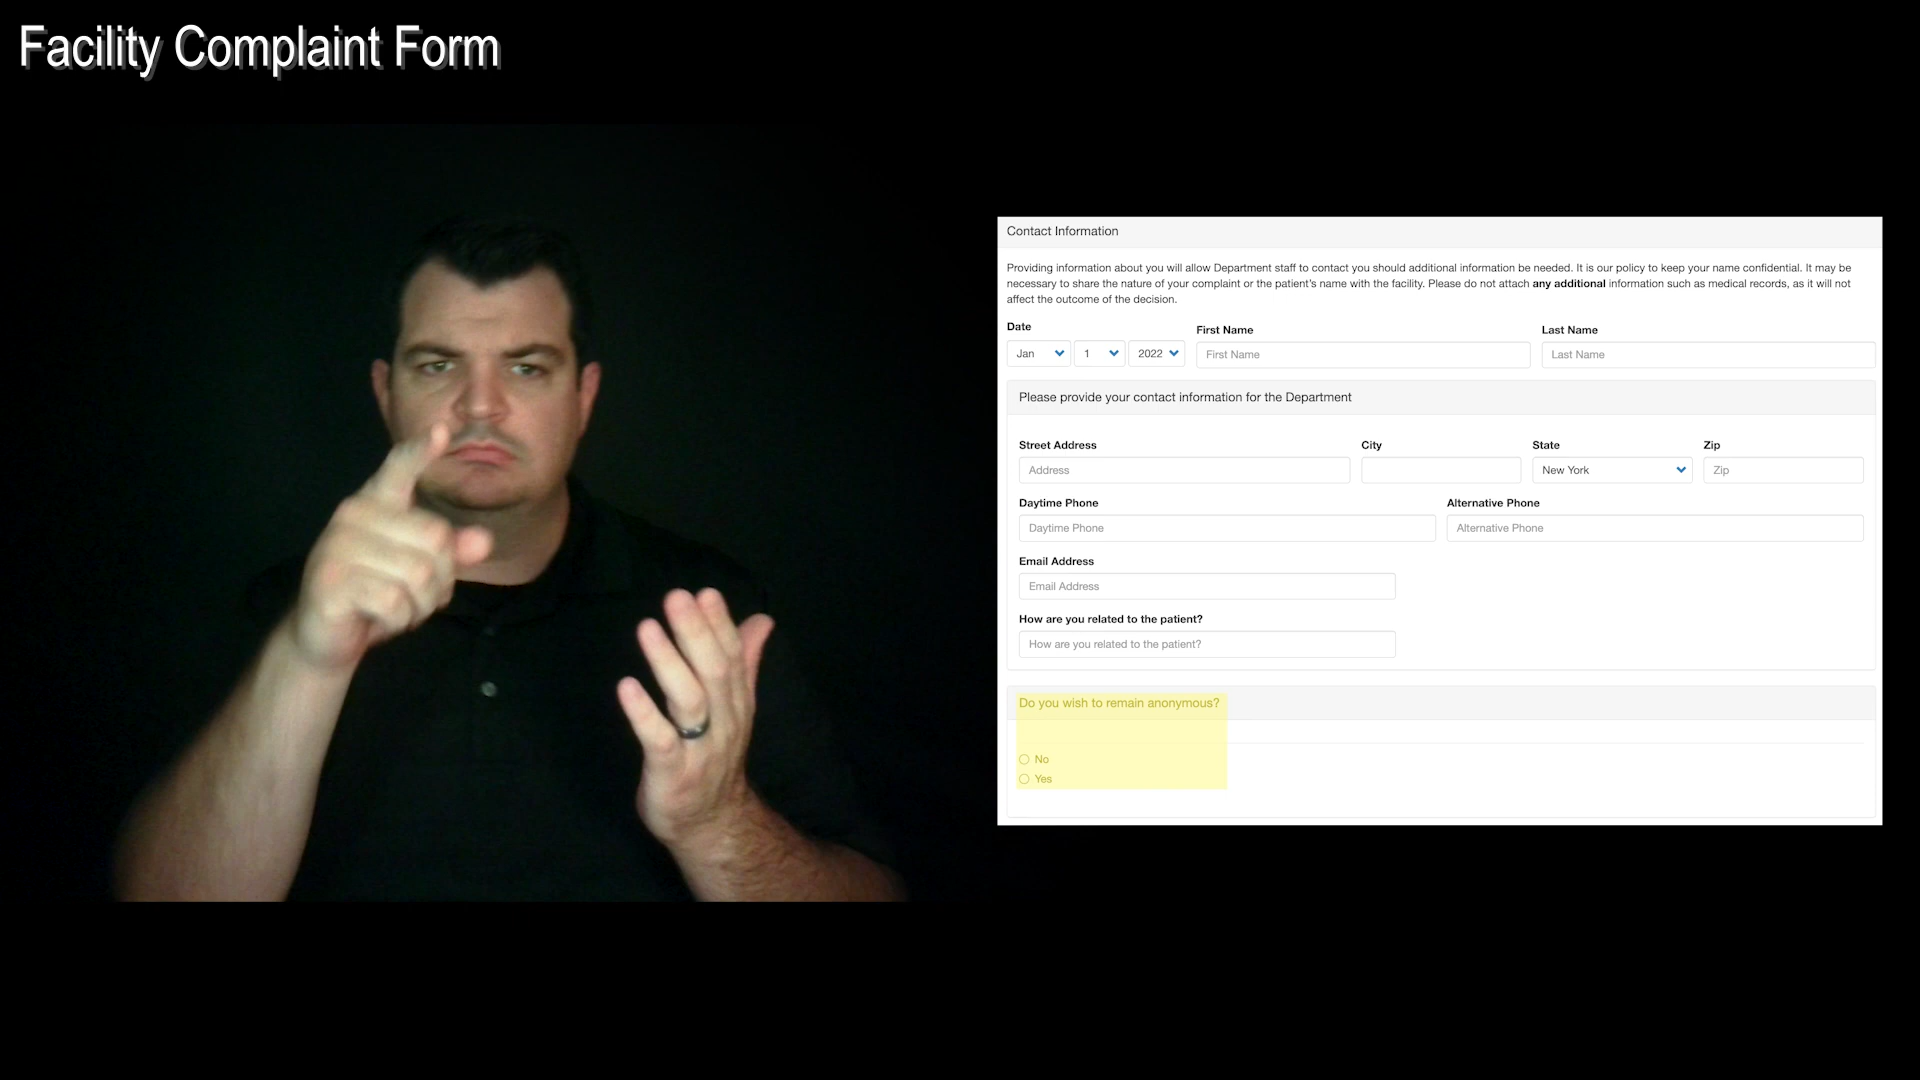 Facility Complaint Form
Contact Information
Providing information about you will allow Department staff to contact you should additional information be needed. It is our policy to keep your name confidential. It may be
necessary to share the nature of your complaint or the patient's name with the facility. Please do not attach any additional information such as medical records, as it will not
affect the outcome of the decision.
Date First Name Last Name
Jan 1 2022 First Name Last Name
Please provide your contact information for the Department
Street Address City State Zip
Address New York Zip
Daytime Phone Alternative Phone
Daytime Phone Alternative Phone
Email Address
Email Address
How are you related to the patient?
How are you related to the patient?
Do you wish to remain anonymous?
No
Yes